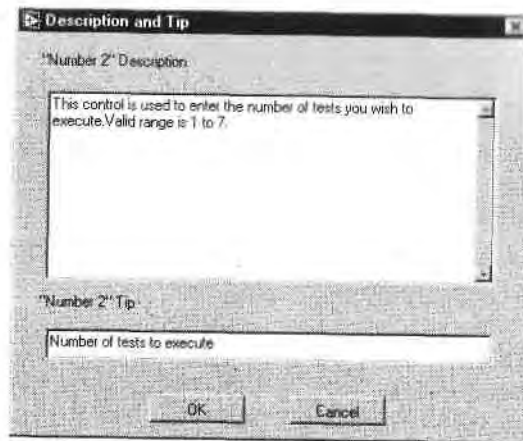 Description and Tip
"Number 2" Description
This control is used to enter the number of tests you wish to
execute.Valid range is 1 to 7.
"Number 2" Tip
Number of tests to execute
OK
Cancel